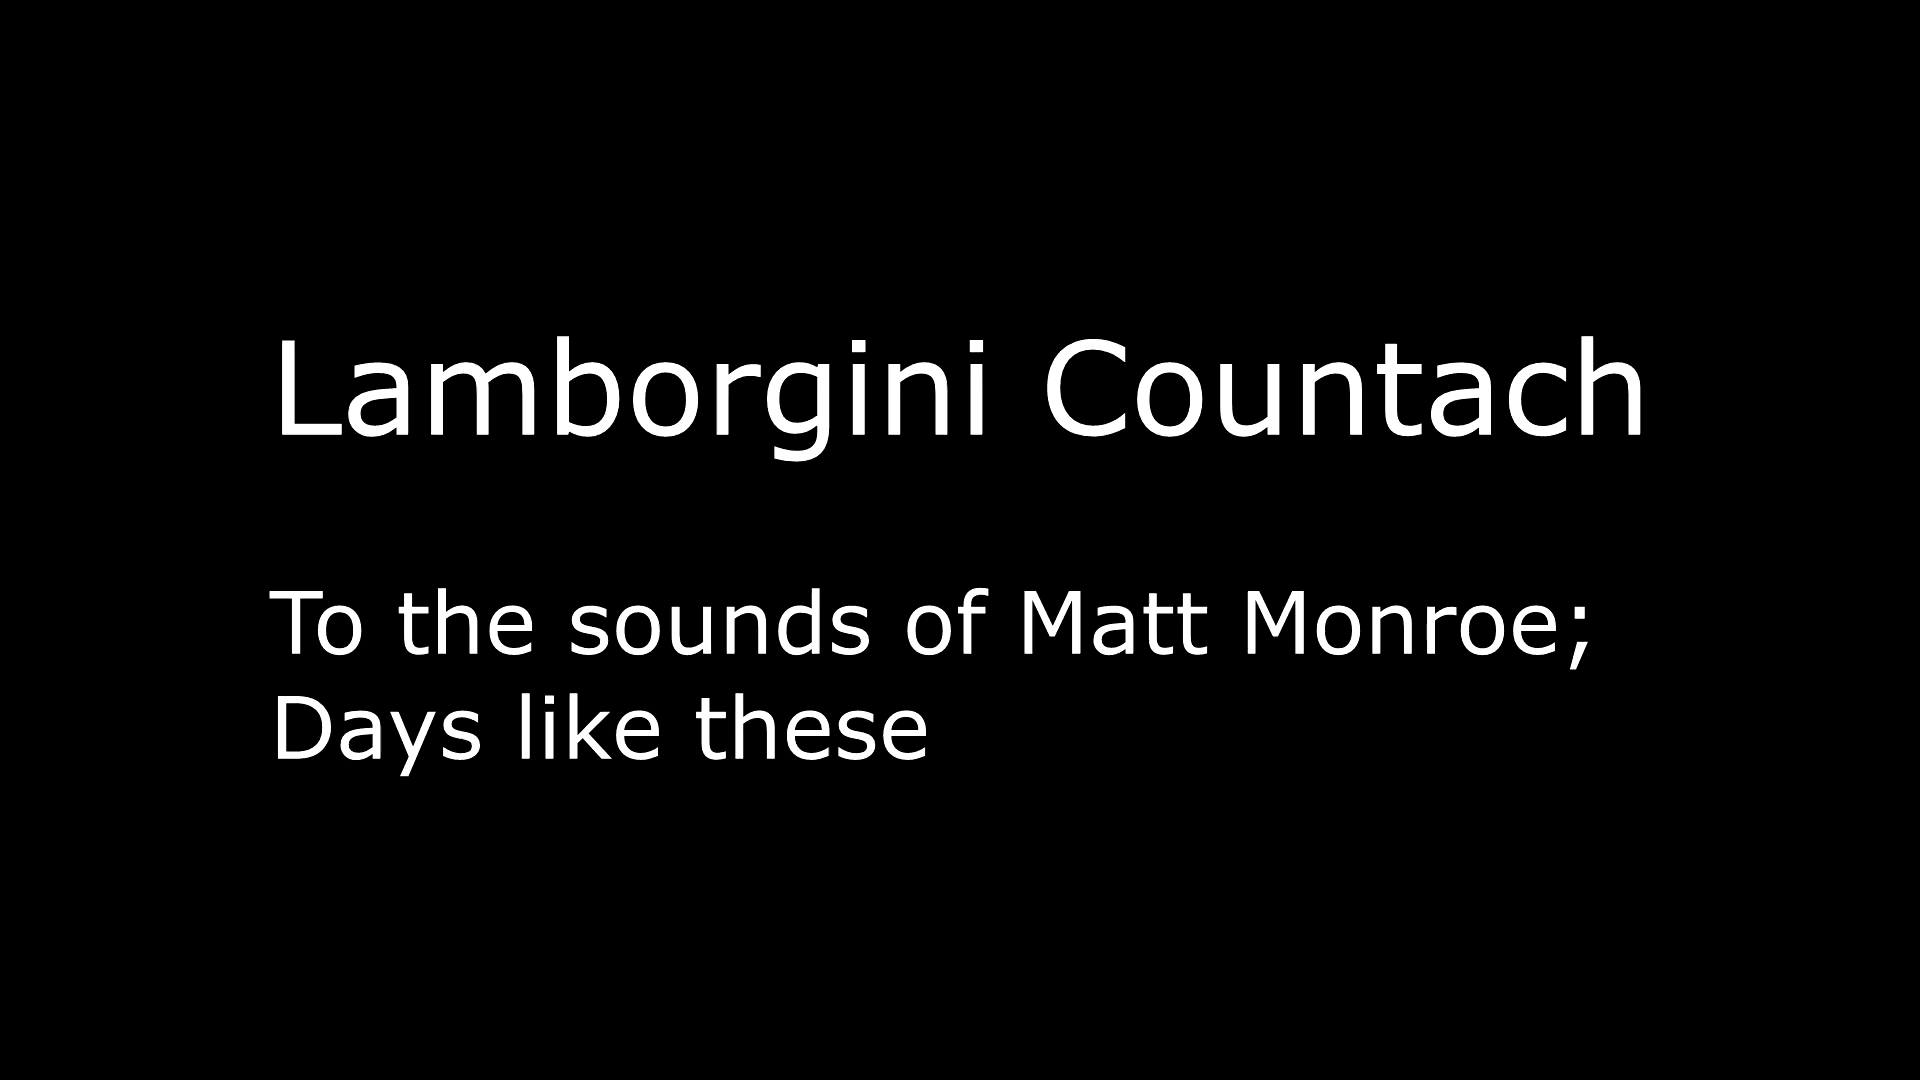 Lamborgini Countach
To the sounds of Matt Monroe;
Days like these